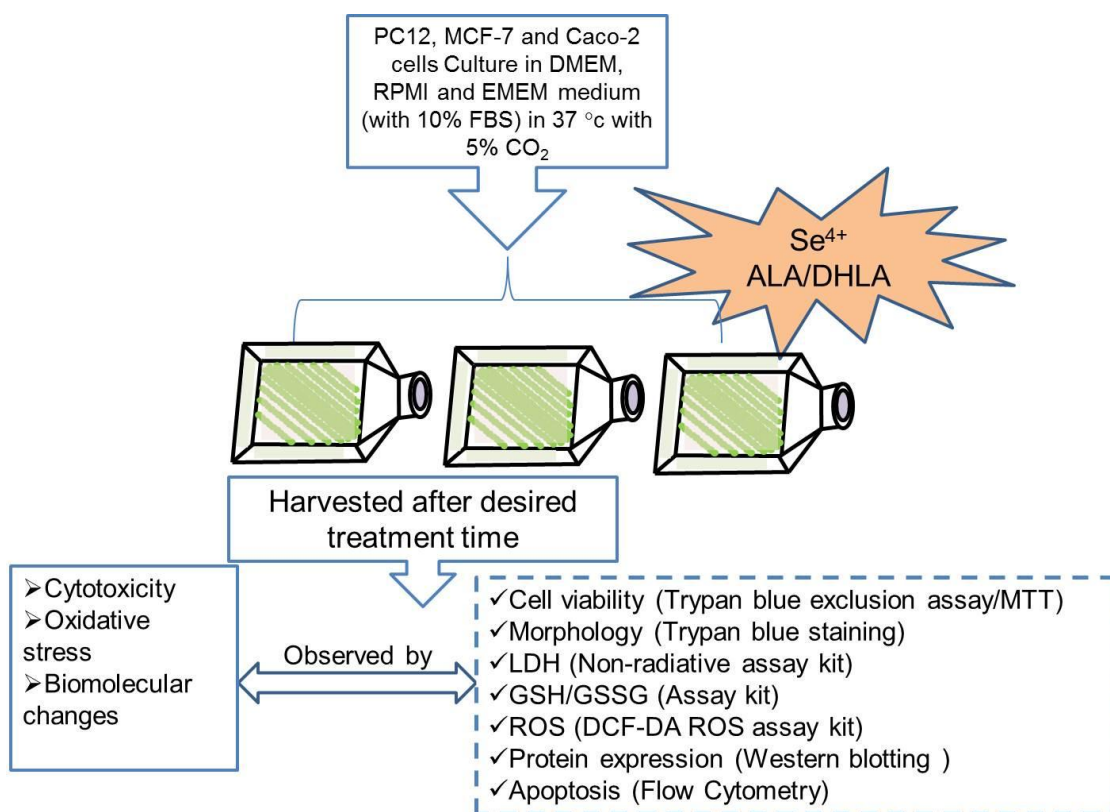 PC12, MCF-7 and Caco-2
cells Culture in DMEM,
RPMI and EMEM medium
(with 10% FBS) in 37 °c with
5% CO₂
Se⁴⁺
ALA/DHLA
Harvested after desired
treatment time
➢Cytotoxicity
➢Oxidative
stress
➢Biomolecular
changes
Observed by
✓Cell viability (Trypan blue exclusion assay/MTT)
✓Morphology (Trypan blue staining)
✓LDH (Non-radiative assay kit)
✓GSH/GSSG (Assay kit)
✓ROS (DCF-DA ROS assay kit)
✓Protein expression (Western blotting )
✓Apoptosis (Flow Cytometry)